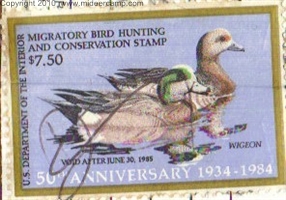 Copyright 2010 www.midcercamp.com
MIGRATORY BIRD HUNTING
AND CONSERVATION STAMP
$7.50
U.S. DEPARTMENT OF THE INTERIOR
WIGEON
VOID AFTER JUNE 30, 1985
50TH ANNIVERSARY 1934-1984